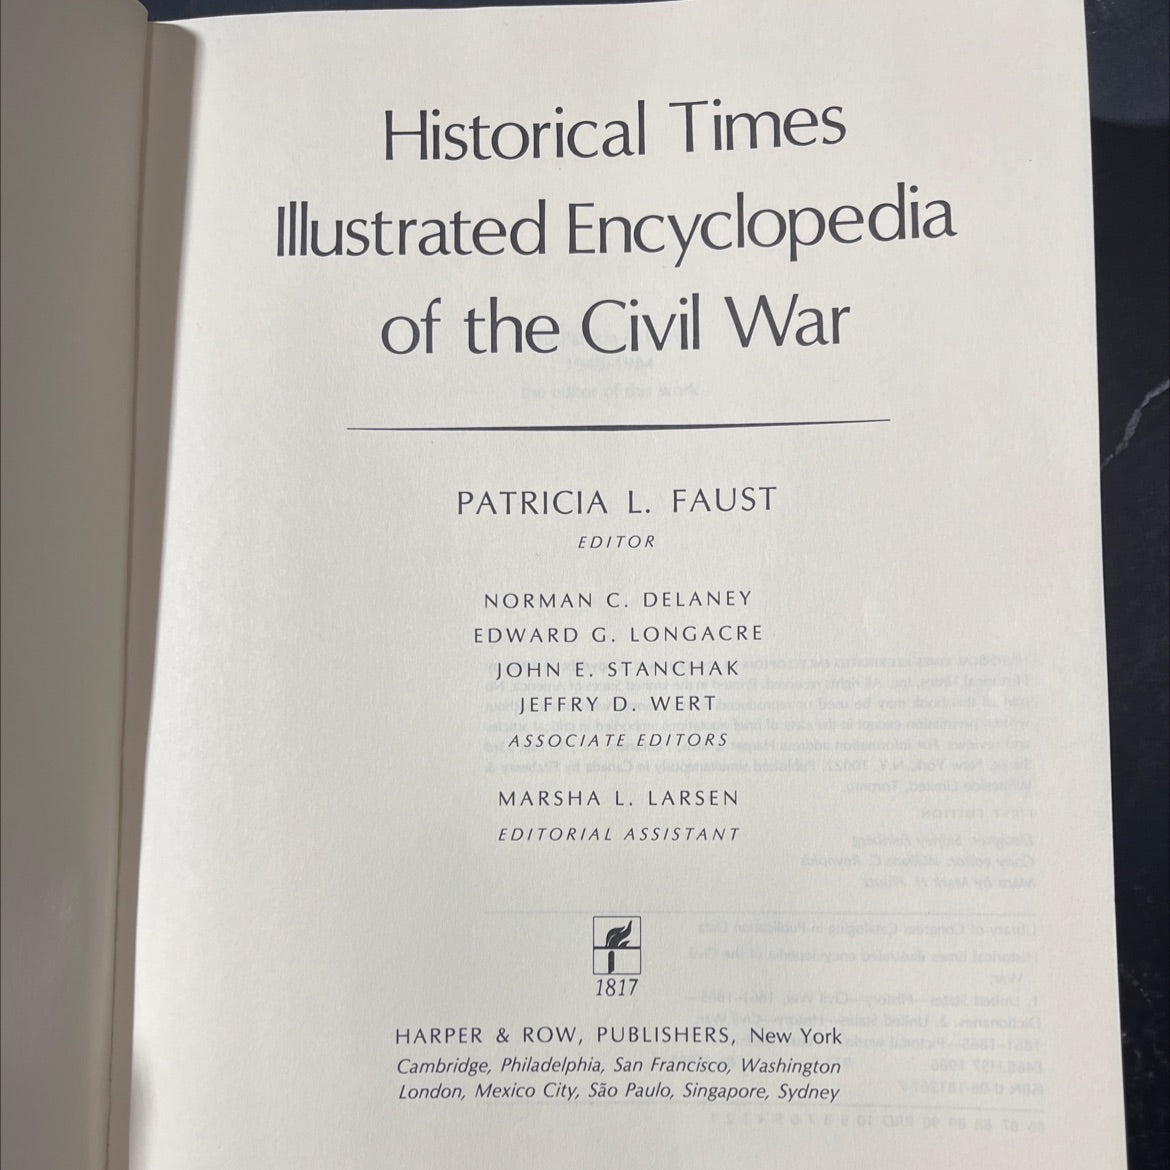 Historical Times
Illustrated Encyclopedia
of the Civil War
PATRICIA L. FAUST
EDITOR
NORMAN C. DELANEY
EDWARD G. LONGACRE
JOHN E. STANCHAK
JEFFRY D. WERT
ASSOCIATE EDITORS
MARSHA L. LARSEN
EDITORIAL ASSISTANT
1817
HARPER & ROW, PUBLISHERS, New York
Cambridge, Philadelphia, San Francisco, Washington
London, Mexico City, São Paulo, Singapore, Sydney